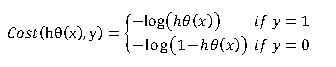 Cost(hθ(x),y) = {−log(hθ(x)) if y = 1
−log(1−hθ(x)) if y = 0